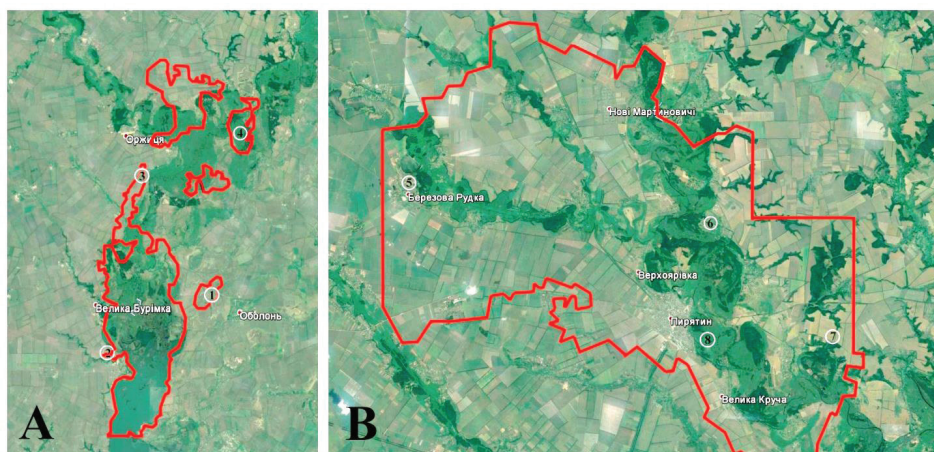 Оржиця
4
3
1
Велика Бурімка
Оболонь
2
A
Нові Мартиновичі
5
Березова Рудка
6
Верхоярівка
Пирятин
7
8
Велика Круча
B